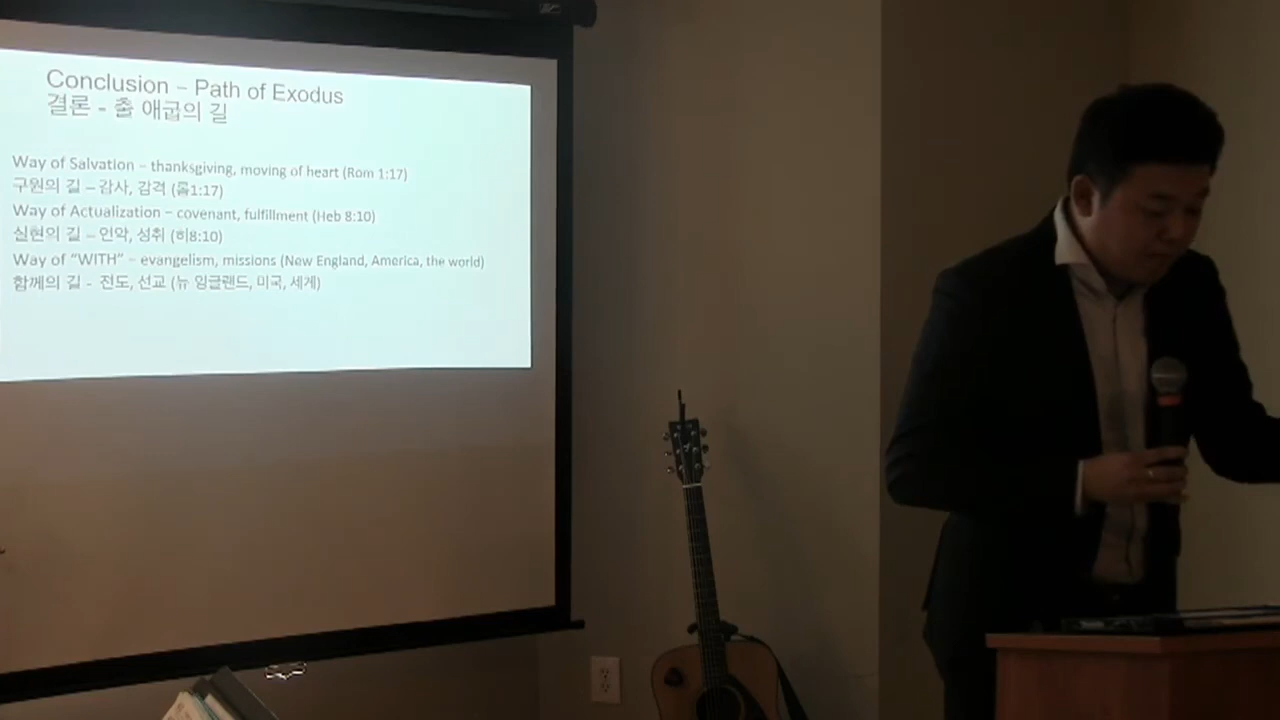 Conclusion – Path of Exodus
결론 - 출 애굽의 길
Way of Salvation – thanksgiving, moving of heart (Rom 1:17)
구원의 길 – 감사, 감격 (롬1:17)
Way of Actualization – covenant, fulfillment (Heb 8:10)
실현의 길 – 언약, 성취 (히8:10)
Way of “WITH” – evangelism, missions (New England, America, the world)
함께의 길 - 전도, 선교 (뉴 잉글랜드, 미국, 세계)